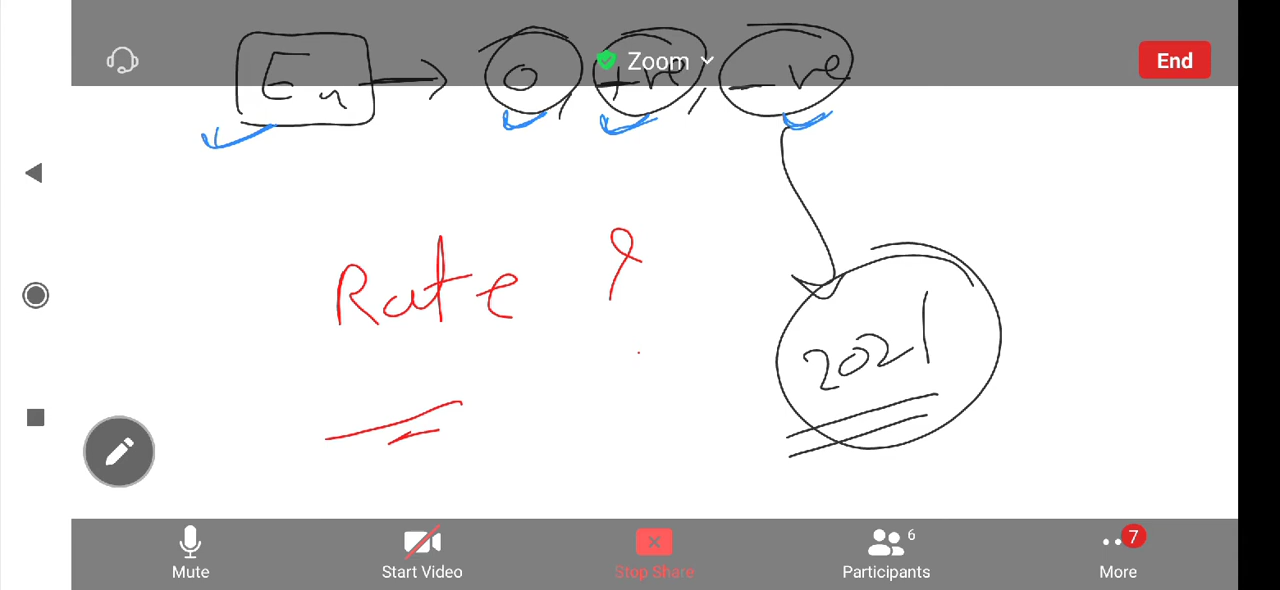 Zoom
End
En → 0, +ve, -ve
Rate ?
2021
6
7
Mute
Start Video
Stop Share
Participants
More